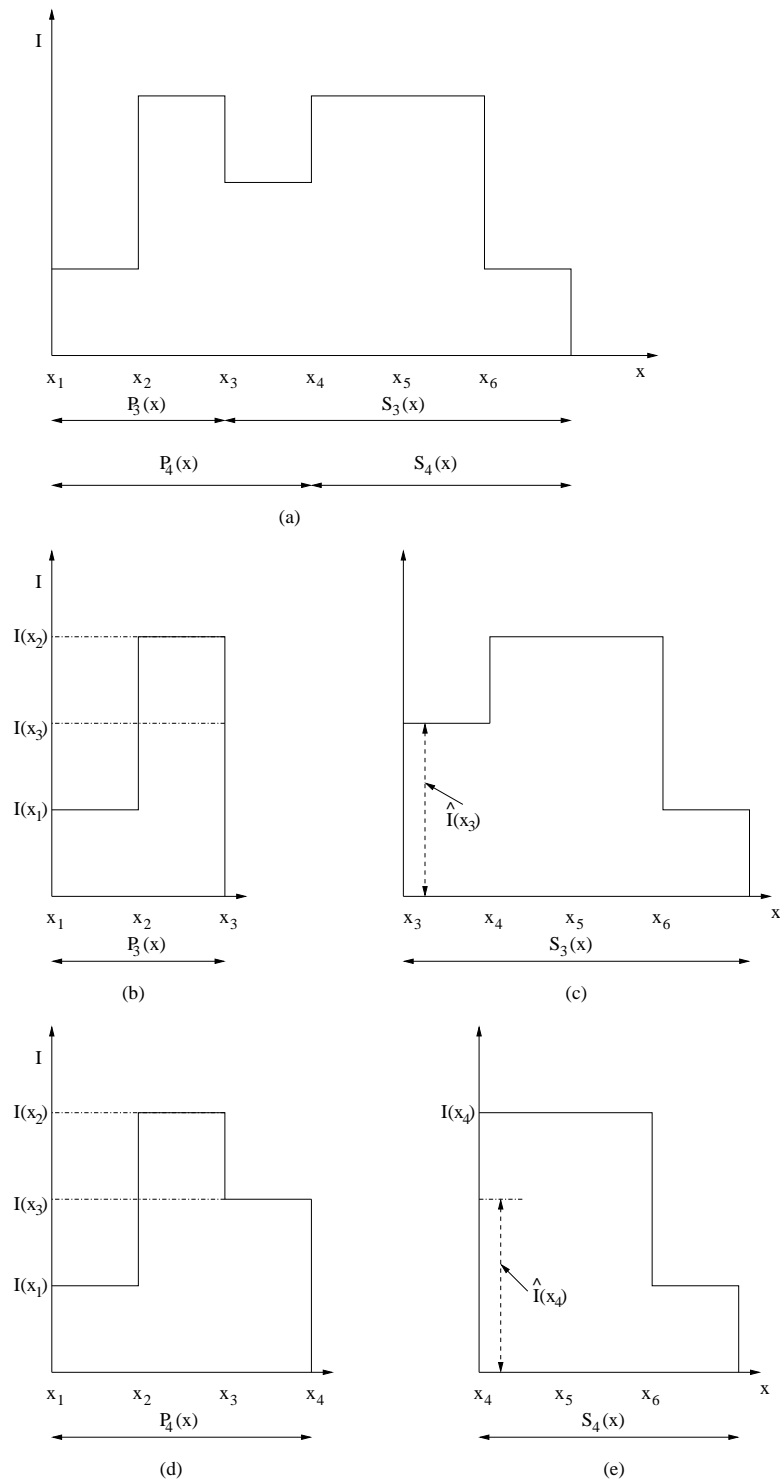 I
x₁ x₂ x₃ x₄ x₅ x₆ x
P₃(x) S₃(x)
P₄(x) S₄(x)
(a)
I
I(x₂)
I(x₃)
I(x₁)
x₁ x₂ x₃
P₃(x)
(b)
Î(x₃)
x₃ x₄ x₅ x₆ x
S₃(x)
(c)
I
I(x₂)
I(x₃)
I(x₁)
x₁ x₂ x₃ x₄
P₄(x)
(d)
I(x₄)
Î(x₄)
x₄ x₅ x₆ x
S₄(x)
(e)